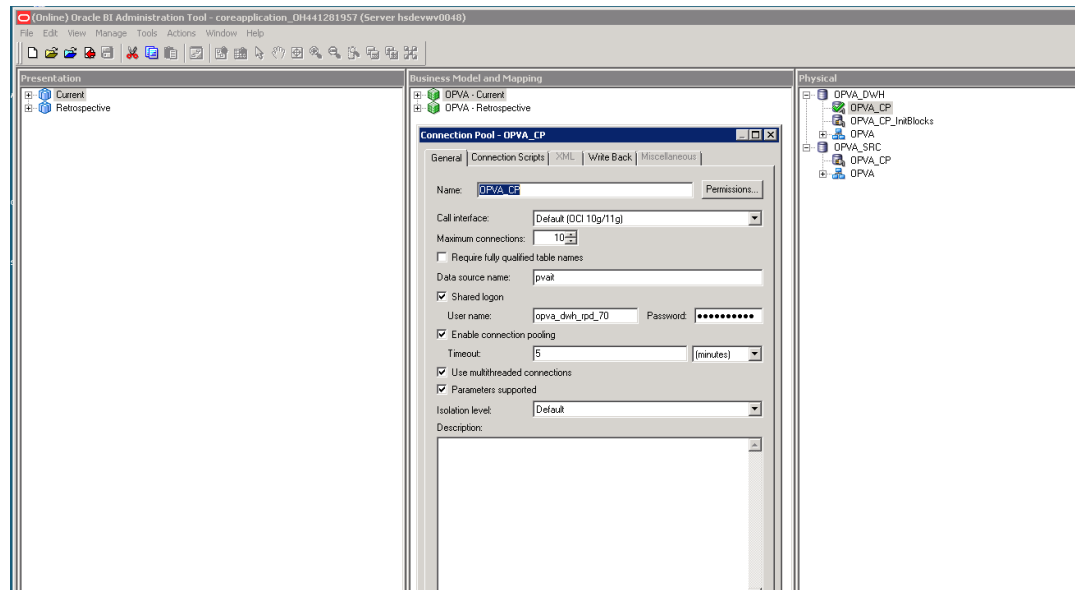 (Online) Oracle BI Administration Tool - coreapplication_OH441281957 (Server hsdevwv0048)
File Edit View Manage Tools Actions Window Help
Presentation
Current
Retrospective
Business Model and Mapping
OPVA - Current
OPVA - Retrospective
Connection Pool - OPVA_CP
General Connection Scripts XML Write Back Miscellaneous
Name: OPVA_CP Permissions...
Call interface: Default (OCI 10g/11g)
Maximum connections: 10
Require fully qualified table names
Data source name: pvait
Shared logon
User name: opva_dwh_rpd_70 Password: ●●●●●●●●●●
Enable connection pooling
Timeout: 5 (minutes)
Use multithreaded connections
Parameters supported
Isolation level: Default
Description:
Physical
OPVA_DWH
OPVA_CP
OPVA_CP_InitBlocks
OPVA
OPVA_SRC
OPVA_CP
OPVA